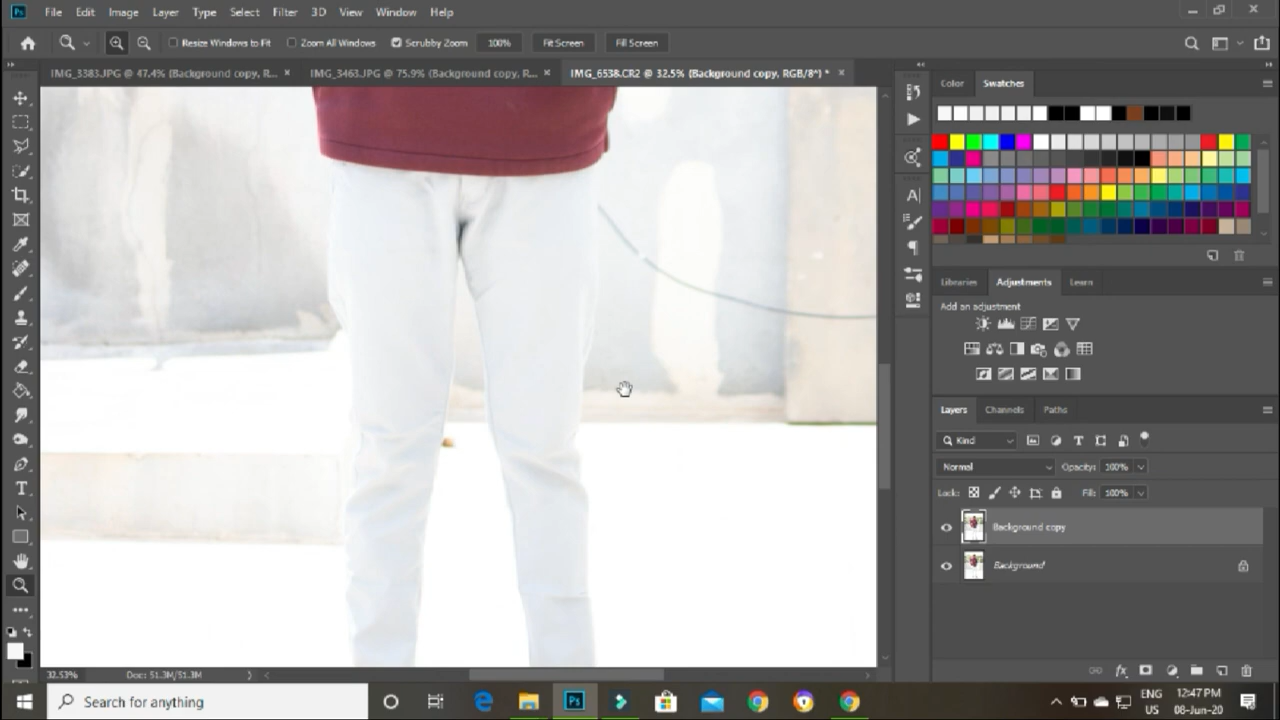 Ps File Edit Image Layer Type Select Filter 3D View Window Help
Resize Windows to Fit Zoom All Windows Scrubby Zoom 100% Fit Screen Fill Screen
IMG_3383.JPG @ 47.4% (Background copy, R... × IMG_3463.JPG @ 75.9% (Background copy, R... × IMG_6538.CR2 @ 32.5% (Background copy, RGB/8*) * ×
Color Swatches
Libraries Adjustments Learn
Add an adjustment
Layers Channels Paths
Kind
Normal Opacity: 100%
Lock: Fill: 100%
Background copy
Background
32.53% Doc: 51.3M/51.3M
Search for anything
Ps
ENG 12:47 PM
US 08-Jun-20